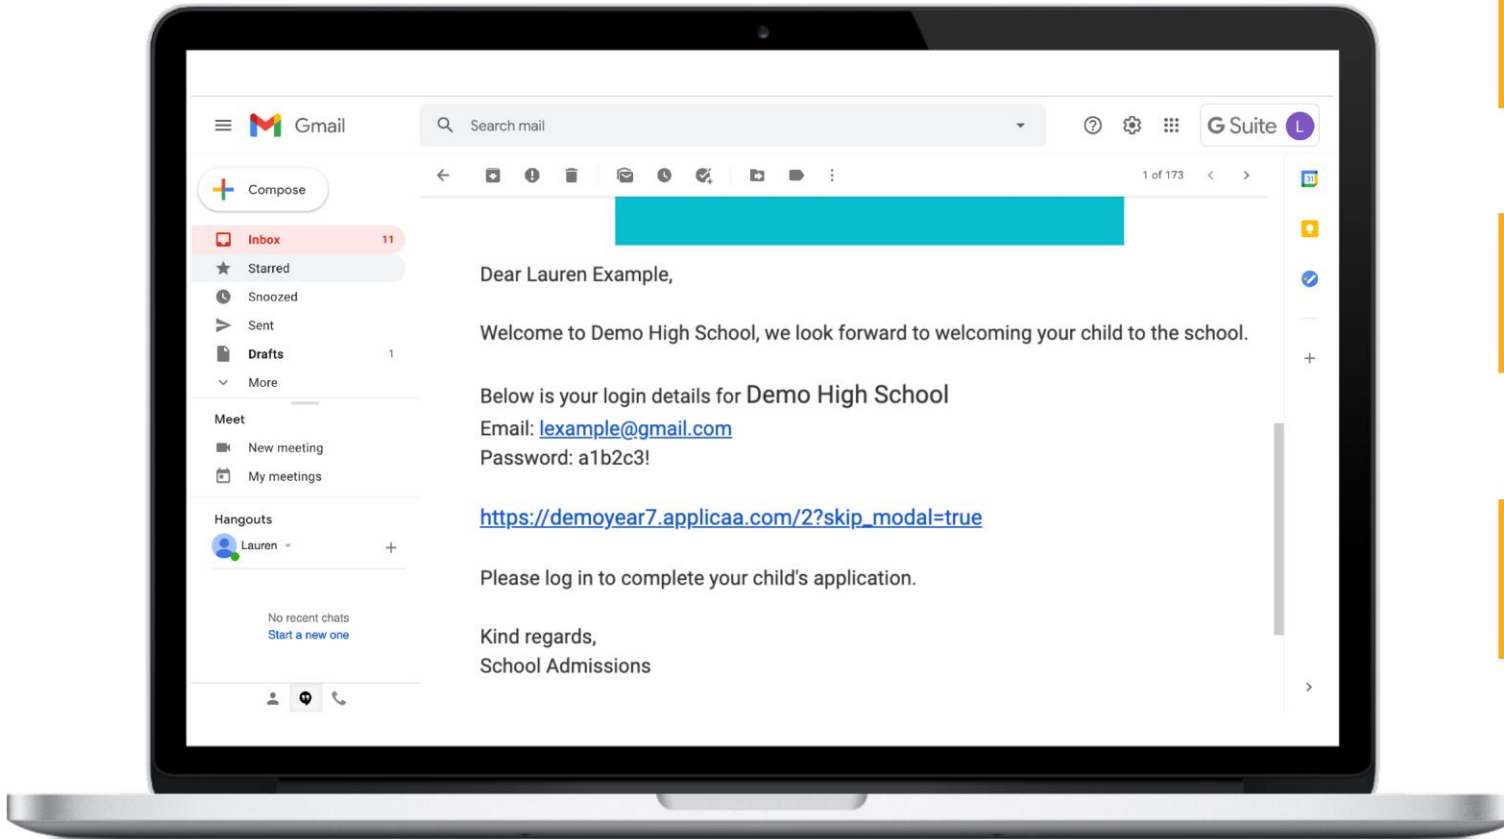 Gmail
Search mail
G Suite
L
Compose
1 of 173
31
Inbox 11
Starred
Snoozed
Sent
Drafts 1
More
Meet
New meeting
My meetings
Hangouts
Lauren
No recent chats
Start a new one
Dear Lauren Example,
Welcome to Demo High School, we look forward to welcoming your child to the school.
Below is your login details for Demo High School
Email: lexample@gmail.com
Password: a1b2c3!
https://demoyear7.applicaa.com/2?skip_modal=true
Please log in to complete your child's application.
Kind regards,
School Admissions